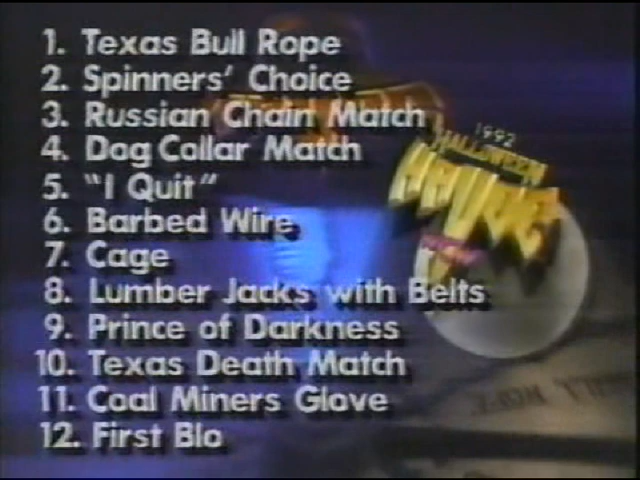 1. Texas Bull Rope
2. Spinners' Choice
3. Russian Chain Match
4. Dog Collar Match
5. "I Quit"
6. Barbed Wire
7. Cage
8. Lumber Jacks with Belts
9. Prince of Darkness
10. Texas Death Match
11. Coal Miners Glove
12. First Blo
1992
HALLOWEEN
HAVOC